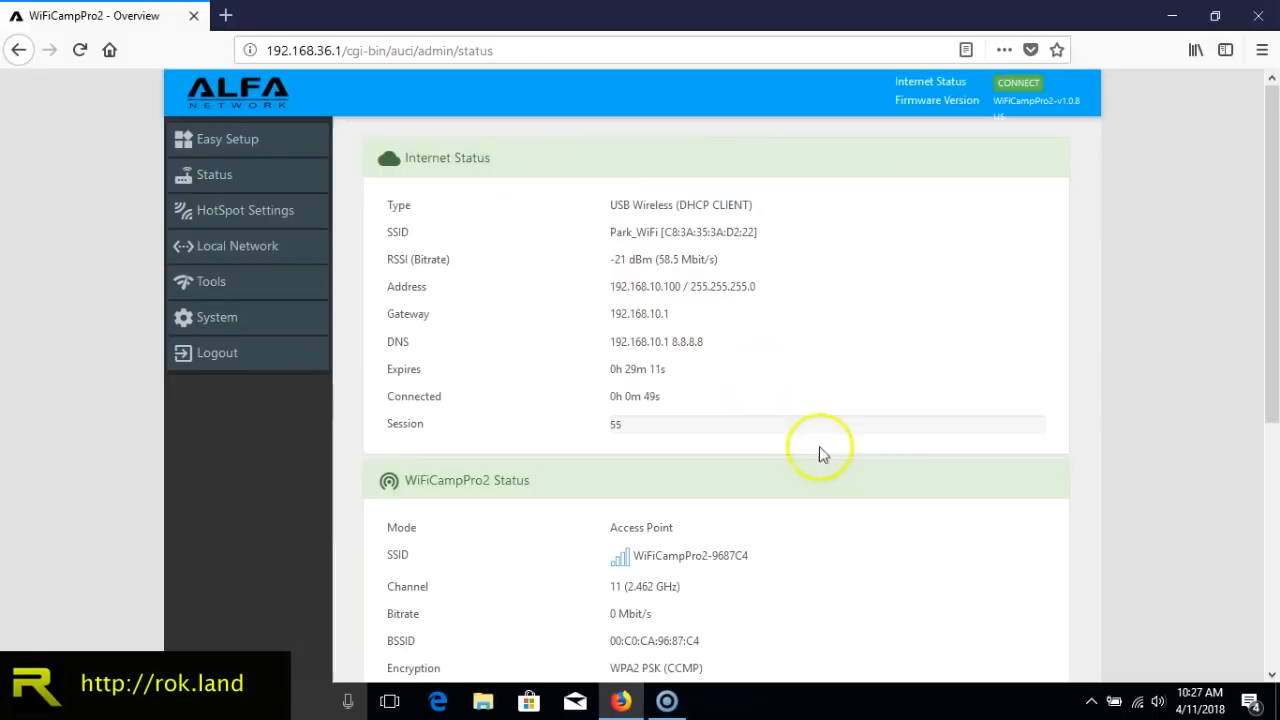 WiFiCampPro2 - Overview
192.168.36.1/cgi-bin/auci/admin/status
ALFA
NETWORK
Internet Status CONNECT
Firmware Version WiFiCampPro2-v1.0.8
US
Easy Setup
Status
HotSpot Settings
Local Network
Tools
System
Logout
Internet Status
Type USB Wireless (DHCP CLIENT)
SSID Park_WiFi [C8:3A:35:3A:D2:22]
RSSI (Bitrate) -21 dBm (58.5 Mbit/s)
Address 192.168.10.100 / 255.255.255.0
Gateway 192.168.10.1
DNS 192.168.10.1 8.8.8.8
Expires 0h 29m 11s
Connected 0h 0m 49s
Session 55
WiFiCampPro2 Status
Mode Access Point
SSID WiFiCampPro2-9687C4
Channel 11 (2.462 GHz)
Bitrate 0 Mbit/s
BSSID 00:C0:CA:96:87:C4
Encryption WPA2 PSK (CCMP)
R http://rok.land
10:27 AM
4/11/2018
4